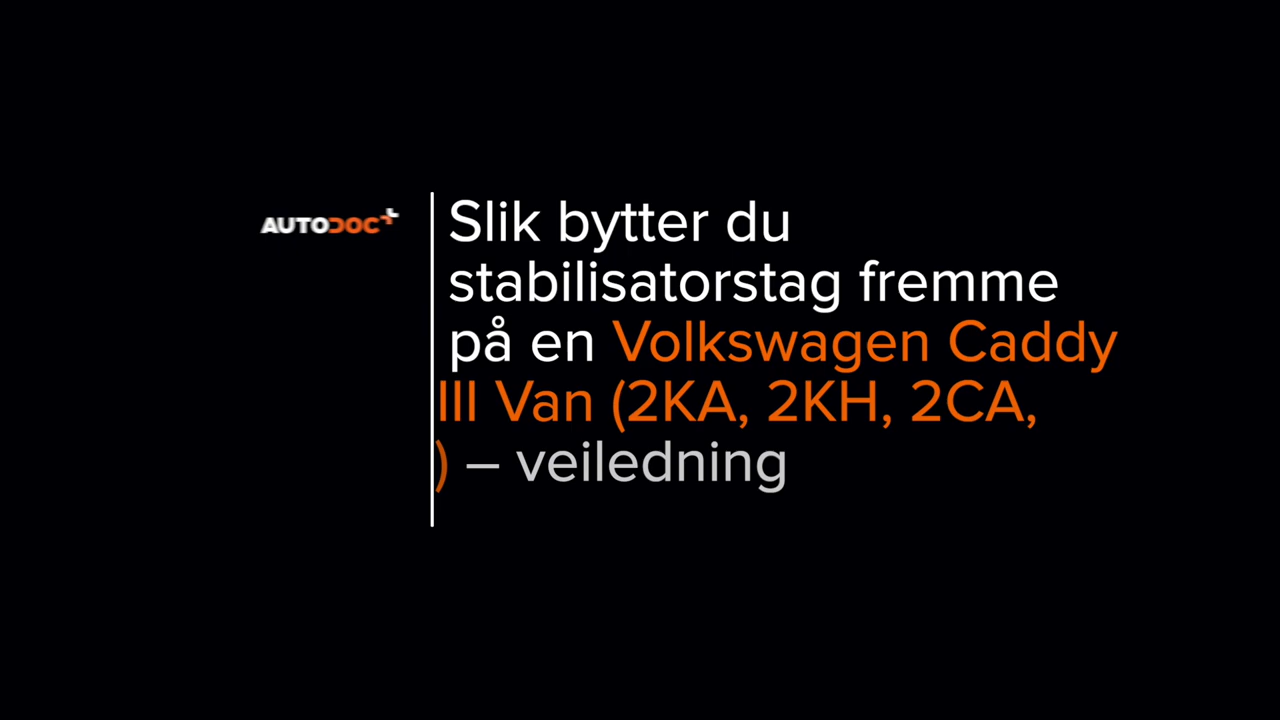 AUTODOC
Slik bytter du
stabilisatorstag fremme
på en Volkswagen Caddy
III Van (2KA, 2KH, 2CA,
) – veiledning